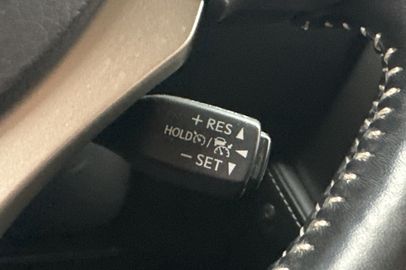 + RES ▲
HOLD / ◀
− SET ▼